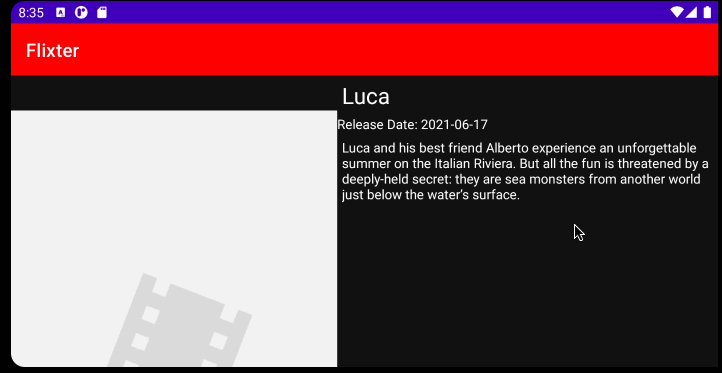 8:35
Flixter
Luca
Release Date: 2021-06-17
Luca and his best friend Alberto experience an unforgettable
summer on the Italian Riviera. But all the fun is threatened by a
deeply-held secret: they are sea monsters from another world
just below the water's surface.